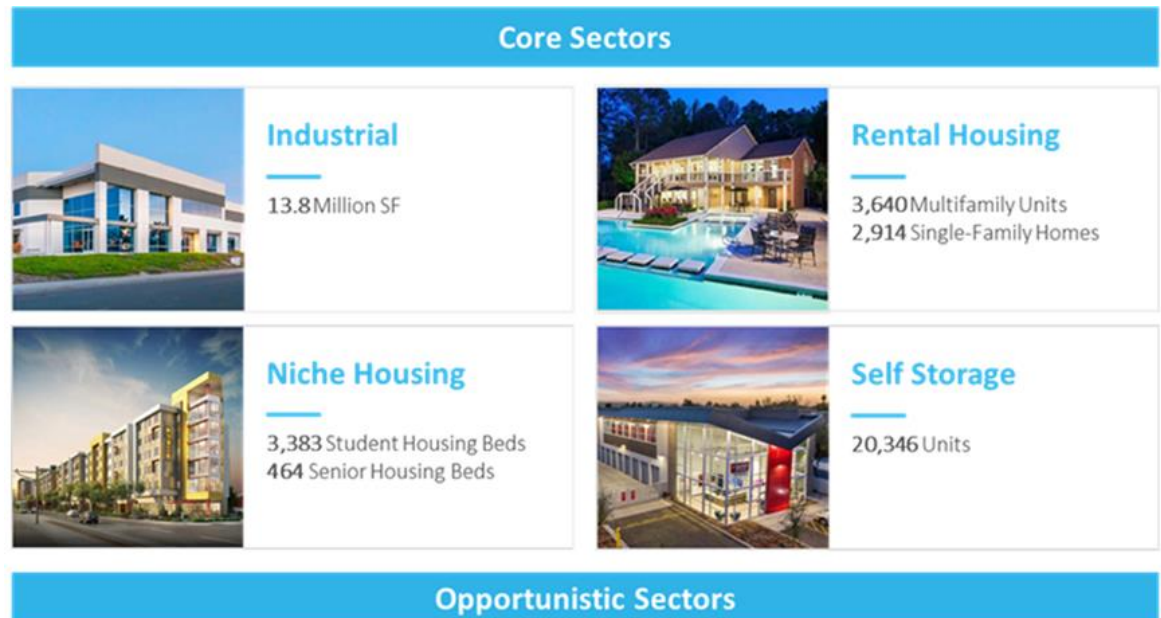 Core Sectors
Industrial
13.8 Million SF
Rental Housing
3,640 Multifamily Units
2,914 Single-Family Homes
Niche Housing
3,383 Student Housing Beds
464 Senior Housing Beds
Self Storage
20,346 Units
Opportunistic Sectors